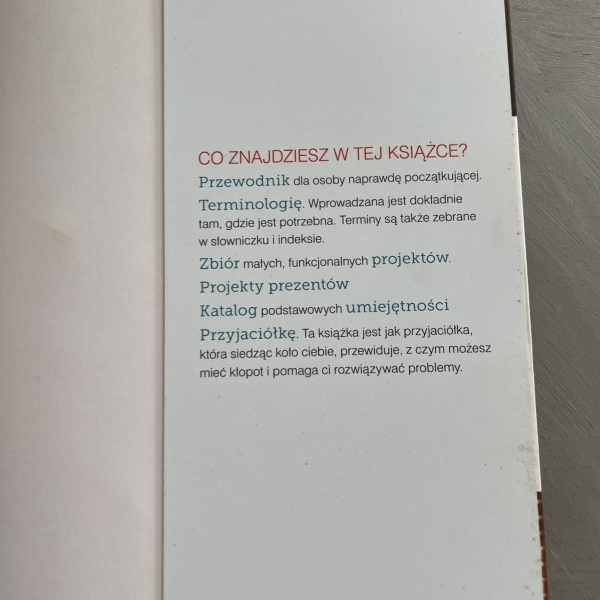 CO ZNAJDZIESZ W TEJ KSIĄŻCE?
Przewodnik dla osoby naprawdę początkującej.
Terminologię. Wprowadzana jest dokładnie
tam, gdzie jest potrzebna. Terminy są także zebrane
w słowniczku i indeksie.
Zbiór małych, funkcjonalnych projektów.
Projekty prezentów
Katalog podstawowych umiejętności
Przyjaciółkę. Ta książka jest jak przyjaciółka,
która siedząc koło ciebie, przewiduje, z czym możesz
mieć kłopot i pomaga ci rozwiązywać problemy.